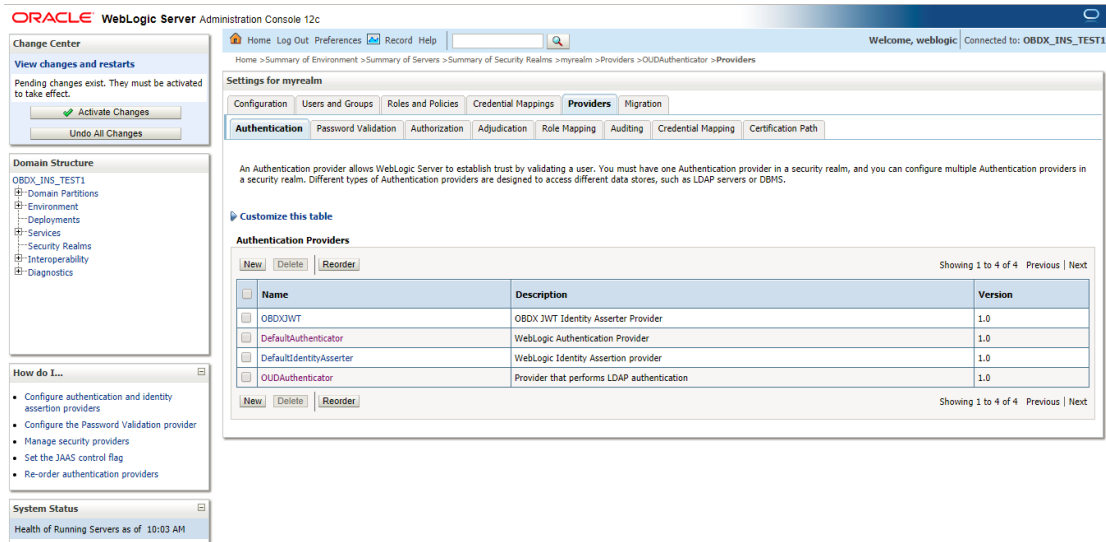 ORACLE WebLogic Server Administration Console 12c
Change Center
View changes and restarts
Pending changes exist. They must be activated
to take effect.
Activate Changes
Undo All Changes
Domain Structure
OBDX_INS_TEST1
Domain Partitions
Environment
Deployments
Services
Security Realms
Interoperability
Diagnostics
How do I...
Configure authentication and identity
assertion providers
Configure the Password Validation provider
Manage security providers
Set the JAAS control flag
Re-order authentication providers
System Status
Health of Running Servers as of 10:03 AM
Home Log Out Preferences Record Help
Welcome, weblogic Connected to: OBDX_INS_TEST1
Home >Summary of Environment >Summary of Servers >Summary of Security Realms >myrealm >Providers >OUDAuthenticator >Providers
Settings for myrealm
Configuration Users and Groups Roles and Policies Credential Mappings Providers Migration
Authentication Password Validation Authorization Adjudication Role Mapping Auditing Credential Mapping Certification Path
An Authentication provider allows WebLogic Server to establish trust by validating a user. You must have one Authentication provider in a security realm, and you can configure multiple Authentication providers in
a security realm. Different types of Authentication providers are designed to access different data stores, such as LDAP servers or DBMS.
Customize this table
Authentication Providers
New Delete Reorder Showing 1 to 4 of 4 Previous | Next
Name Description Version
OBDXJWT OBDX JWT Identity Asserter Provider 1.0
DefaultAuthenticator WebLogic Authentication Provider 1.0
DefaultIdentityAsserter WebLogic Identity Assertion provider 1.0
OUDAuthenticator Provider that performs LDAP authentication 1.0
New Delete Reorder Showing 1 to 4 of 4 Previous | Next